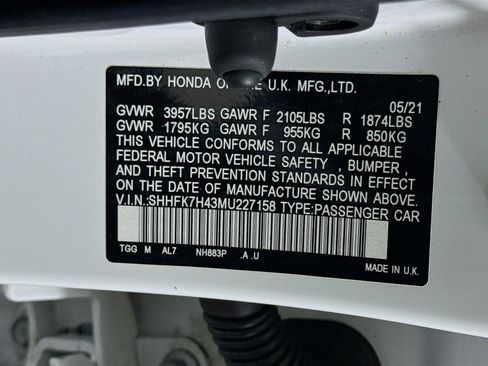 MFD.BY HONDA OF THE U.K. MFG.,LTD.
05/21
GVWR 3957LBS GAWR F 2105LBS R 1874LBS
GVWR 1795KG GAWR F 955KG R 850KG
THIS VEHICLE CONFORMS TO ALL APPLICABLE
FEDERAL MOTOR VEHICLE SAFETY , BUMPER ,
AND THEFT PREVENTION STANDARDS IN EFFECT
ON THE DATE OF MANUFACTURE SHOWN ABOVE.
V.I.N.:SHHFK7H43MU227158 TYPE:PASSENGER CAR
TGG M AL7 NH883P .A .U
MADE IN U.K.